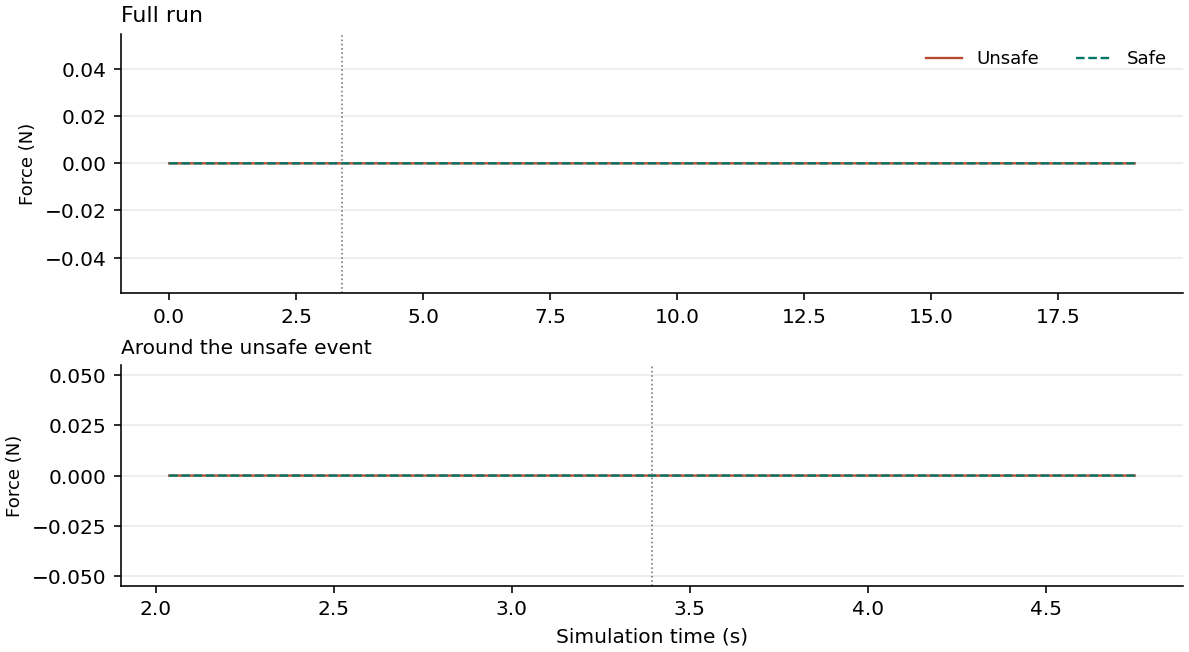 Full run
Unsafe Safe
Force (N)
0.04
0.02
0.00
−0.02
−0.04
0.0 2.5 5.0 7.5 10.0 12.5 15.0 17.5
Around the unsafe event
Force (N)
0.050
0.025
0.000
−0.025
−0.050
2.0 2.5 3.0 3.5 4.0 4.5
Simulation time (s)